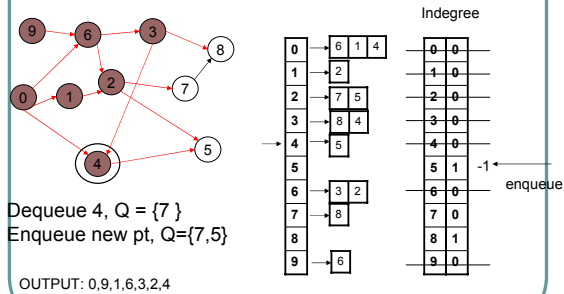 Indegree
9
6
3
8
0
1
2
7
4
5
0 6 1 4 0 0
1 2 1 0
2 7 5 2 0
3 8 4 3 0
4 5 4 0
5 5 1 -1
enqueue
6 3 2 6 0
7 8 7 0
8 8 1
9 6 9 0
Dequeue 4, Q = {7 }
Enqueue new pt, Q={7,5}
OUTPUT: 0,9,1,6,3,2,4